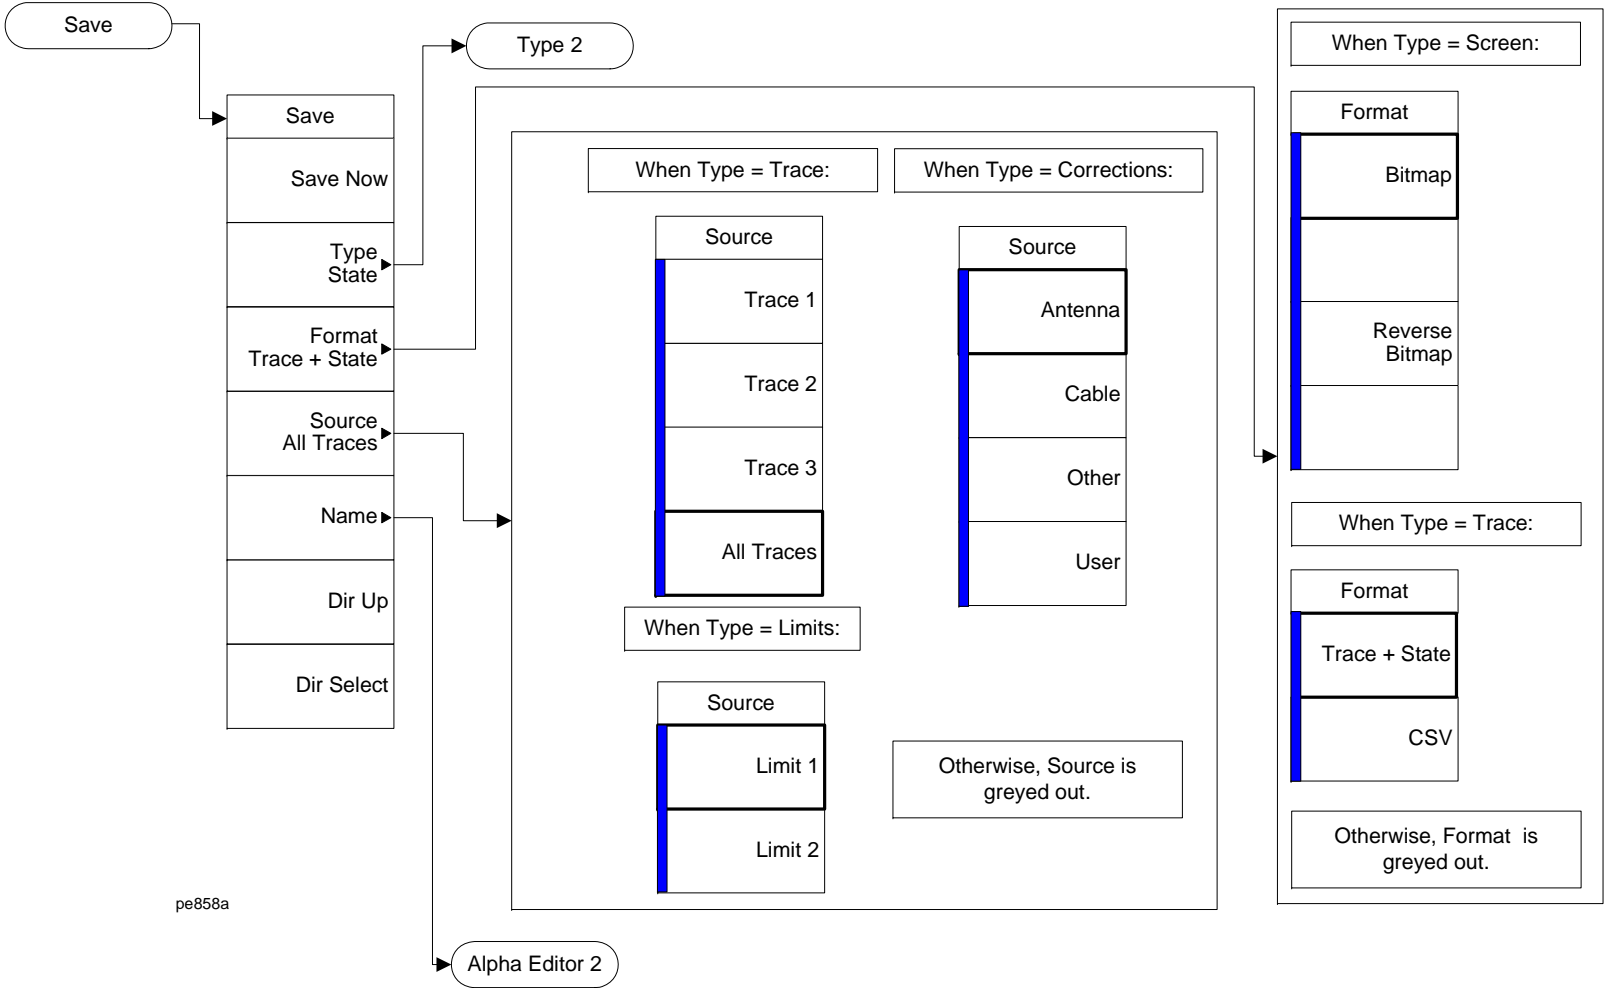 Save
Save
Save Now
Type
State
Format
Trace + State
Source
All Traces
Name
Dir Up
Dir Select
Type 2
When Type = Trace:
Source
Trace 1
Trace 2
Trace 3
All Traces
When Type = Limits:
Source
Limit 1
Limit 2
When Type = Corrections:
Source
Antenna
Cable
Other
User
Otherwise, Source is
greyed out.
When Type = Screen:
Format
Bitmap
Reverse
Bitmap
When Type = Trace:
Format
Trace + State
CSV
Otherwise, Format is
greyed out.
pe858a
Alpha Editor 2